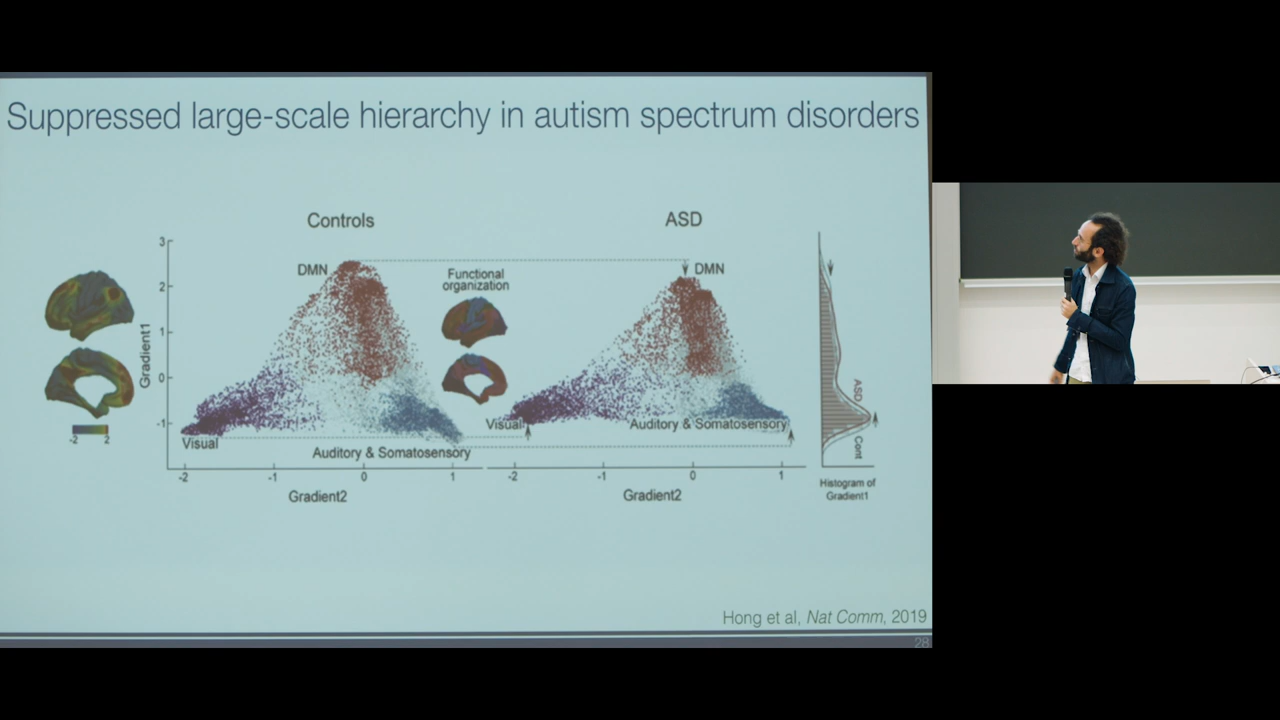 Suppressed large-scale hierarchy in autism spectrum disorders
Controls
ASD
3
2
1
0
-1
Gradient1
DMN
DMN
Functional
organization
-2 2
Visual
Auditory & Somatosensory
Visual
Auditory & Somatosensory
-2 -1 0 1
-2 -1 0 1
Gradient2
Gradient2
ASD
Cont
Histogram of
Gradient1
Hong et al, Nat Comm, 2019
28